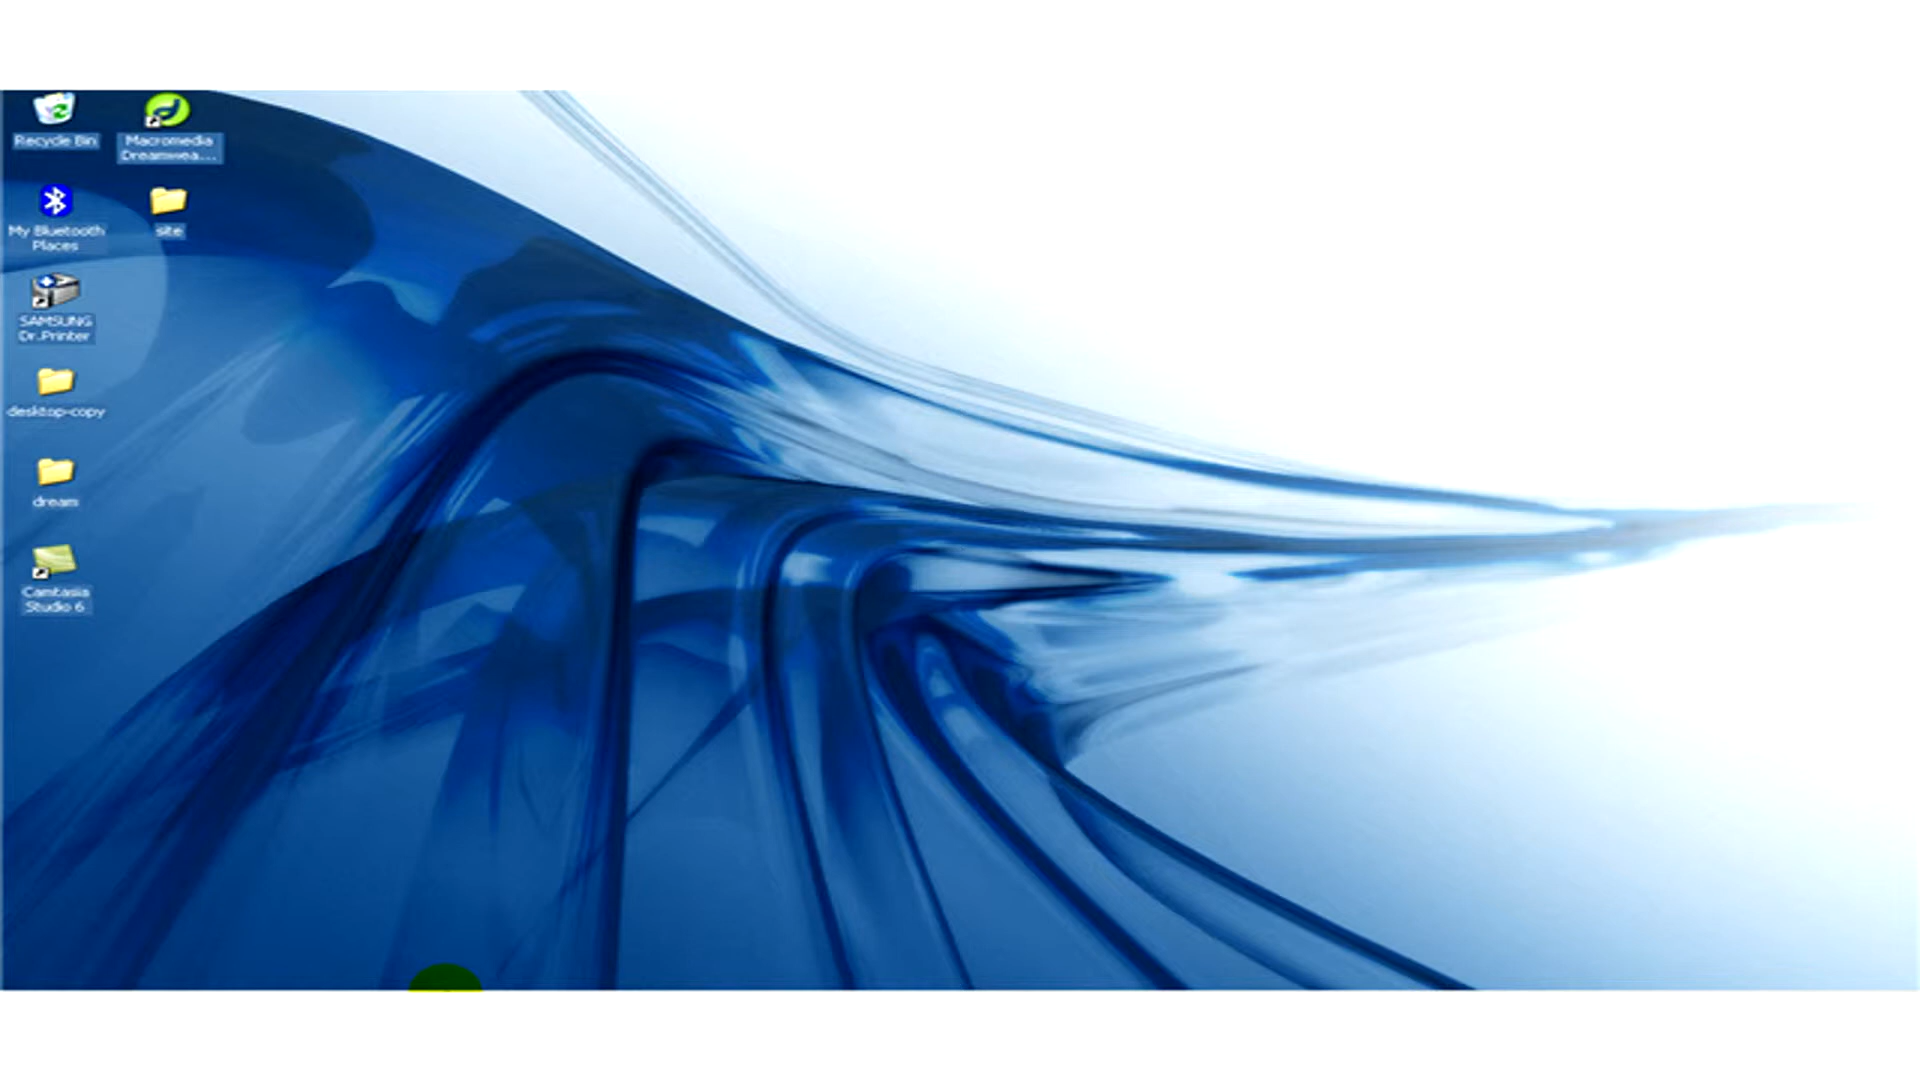 Recycle Bin
Macromedia
Dreamwea...
My Bluetooth
Places
site
SAMSUNG
Dr.Printer
desktop-copy
dream
Camtasia
Studio 6